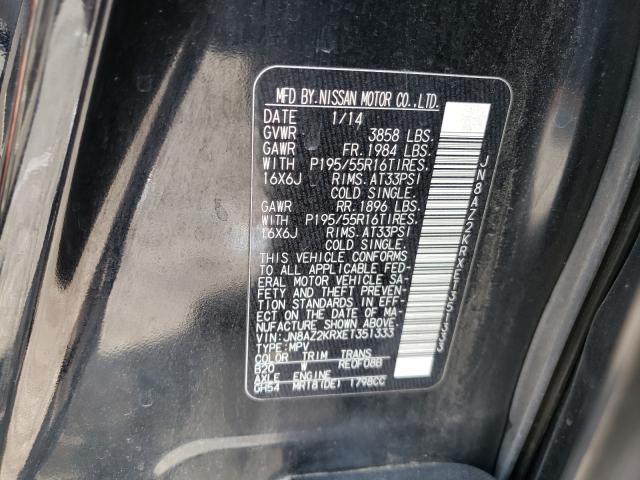 MFD BY. NISSAN MOTOR CO., LTD.
DATE 1/14
GVWR 3858 LBS.
GAWR FR. 1984 LBS.
WITH P195/55R16TIRES.
16X6J RIMS. AT33PSI
COLD SINGLE.
GAWR RR. 1896 LBS.
WITH P195/55R16TIRES.
16X6J RIMS. AT33PSI
COLD SINGLE.
THIS VEHICLE CONFORMS
TO ALL APPLICABLE FED-
ERAL MOTOR VEHICLE SA-
FETY AND THEFT PREVEN-
TION STANDARDS IN EFF-
ECT ON THE DATE OF MA-
NUFACTURE SHOWN ABOVE.
VIN:JN8AZ2KRXET351333
TYPE:MPV
COLOR TRIM TRANS
B20 W RE0F08B
AXLE ENGINE
GH54 MR18(DE) 1798CC
JN8AZ2KRXET351333